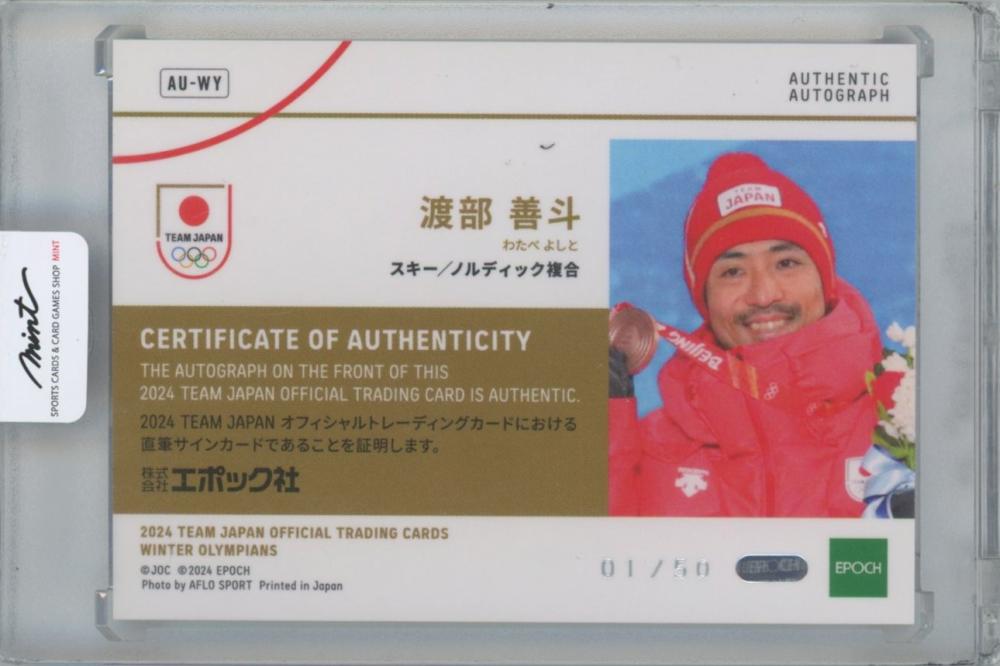 AU-WY
AUTHENTIC
AUTOGRAPH
TEAM JAPAN
渡部 善斗
わたべ よしと
スキー/ノルディック複合
TEAM
JAPAN
Beijing 2
CERTIFICATE OF AUTHENTICITY
THE AUTOGRAPH ON THE FRONT OF THIS
2024 TEAM JAPAN OFFICIAL TRADING CARD IS AUTHENTIC.
2024 TEAM JAPAN オフィシャルトレーディングカードにおける
直筆サインカードであることを証明します。
株式
会社エポック社
2024 TEAM JAPAN OFFICIAL TRADING CARDS
WINTER OLYMPIANS
©JOC ©2024 EPOCH
Photo by AFLO SPORT Printed in Japan
01/50
EPOCH
EPOCH
mint
SPORTS CARDS & CARD GAMES SHOP MINT